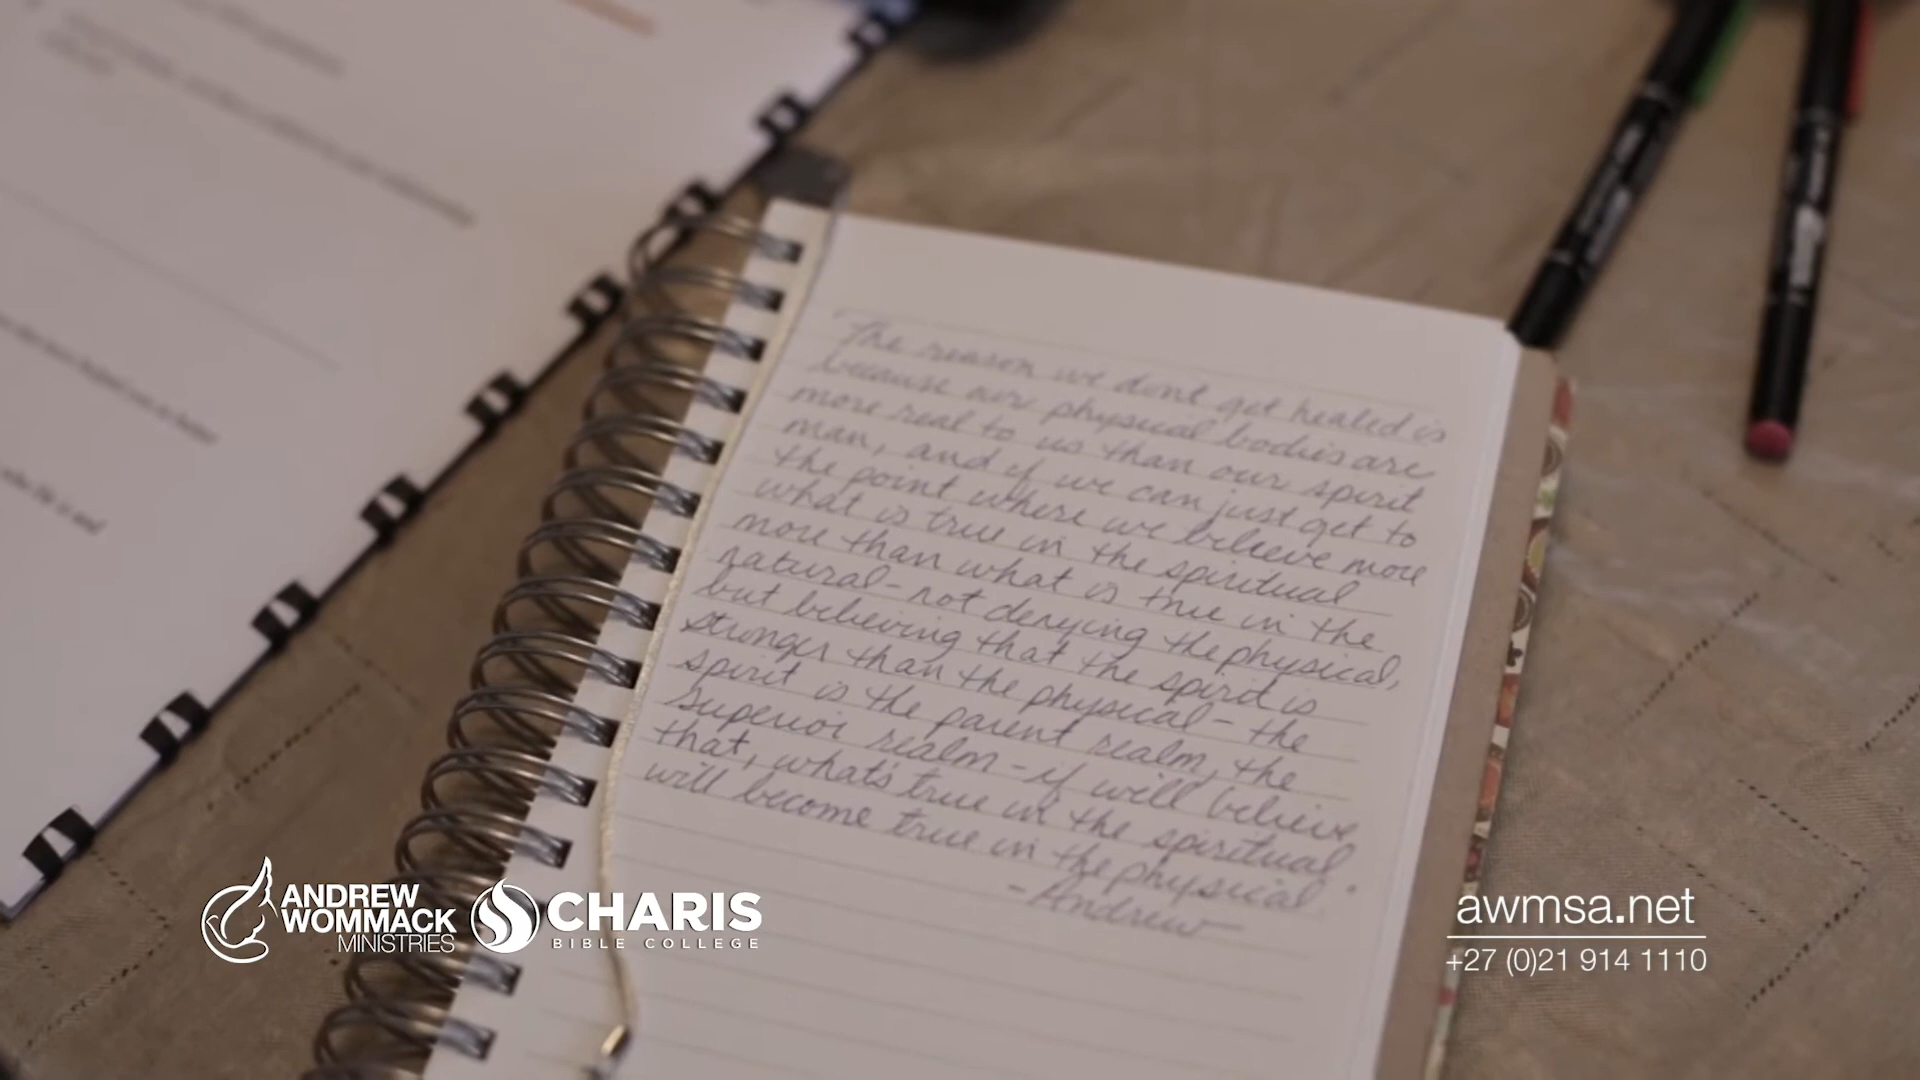 The reason we dont get healed is
because our physical bodies are
more real to us than our spirit
man, and if we can just get to
the point where we believe more
what is true in the spiritual
more than what is true in the
natural - not denying the physical,
but believing that the spirit is
stronger than the physical - the
spirit is the parent realm, the
superior realm - if will believe
that, what's true in the spiritual
will become true in the physical.
- Andrew
ANDREW
WOMMACK
MINISTRIES
CHARIS
BIBLE COLLEGE
awmsa.net
+27 (0)21 914 1110